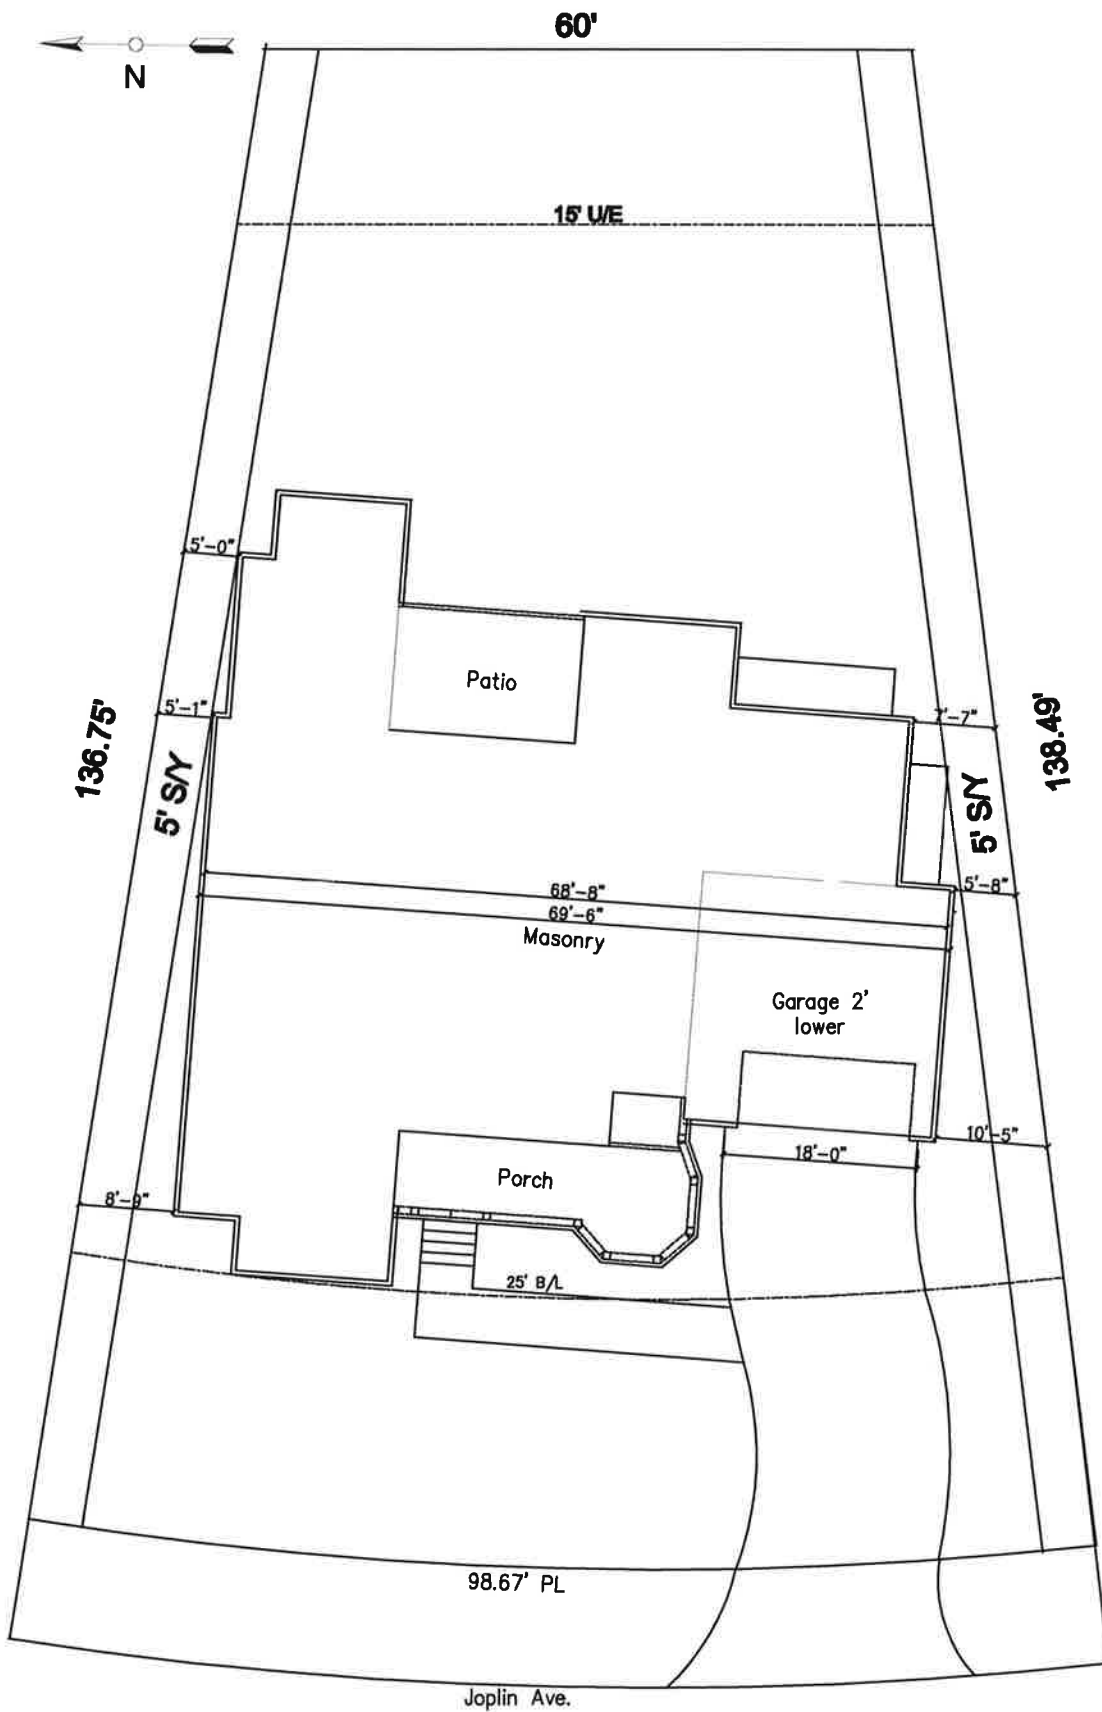 60'
N
15' U/E
5'-0"
Patio
136.75'
5'-1"
7'-7"
138.49'
5' S/Y
5' S/Y
68'-8"
5'-8"
69'-6"
Masonry
Garage 2'
lower
10'-5"
18'-0"
Porch
8'-9"
25' B/L
98.67' PL
Joplin Ave.